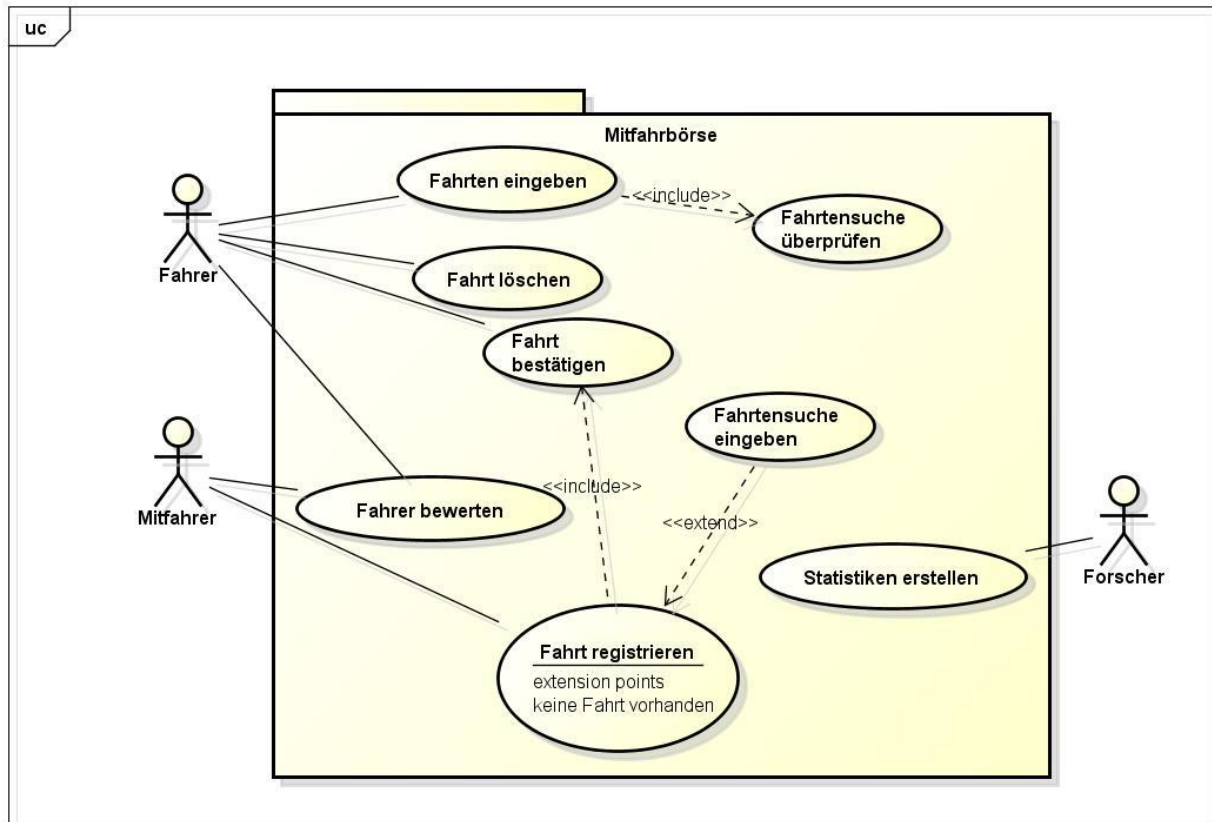 uc
Mitfahrbörse
Fahrten eingeben
<<include>>
Fahrtensuche
überprüfen
Fahrer
Fahrt löschen
Fahrt
bestätigen
Fahrtensuche
eingeben
Mitfahrer
Fahrer bewerten
<<include>>
<<extend>>
Statistiken erstellen
Forscher
Fahrt registrieren
extension points
keine Fahrt vorhanden